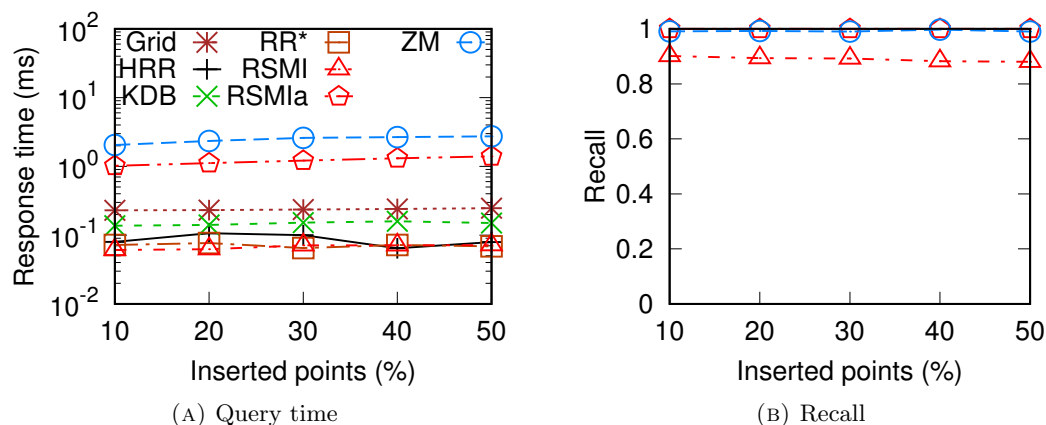 10²
10¹
10⁰
10⁻¹
10⁻²
Response time (ms)
Grid RR* ZM
HRR RSMI
KDB RSMIa
10 20 30 40 50
Inserted points (%)
(A) Query time
1
0.8
0.6
0.4
0.2
0
Recall
10 20 30 40 50
Inserted points (%)
(B) Recall